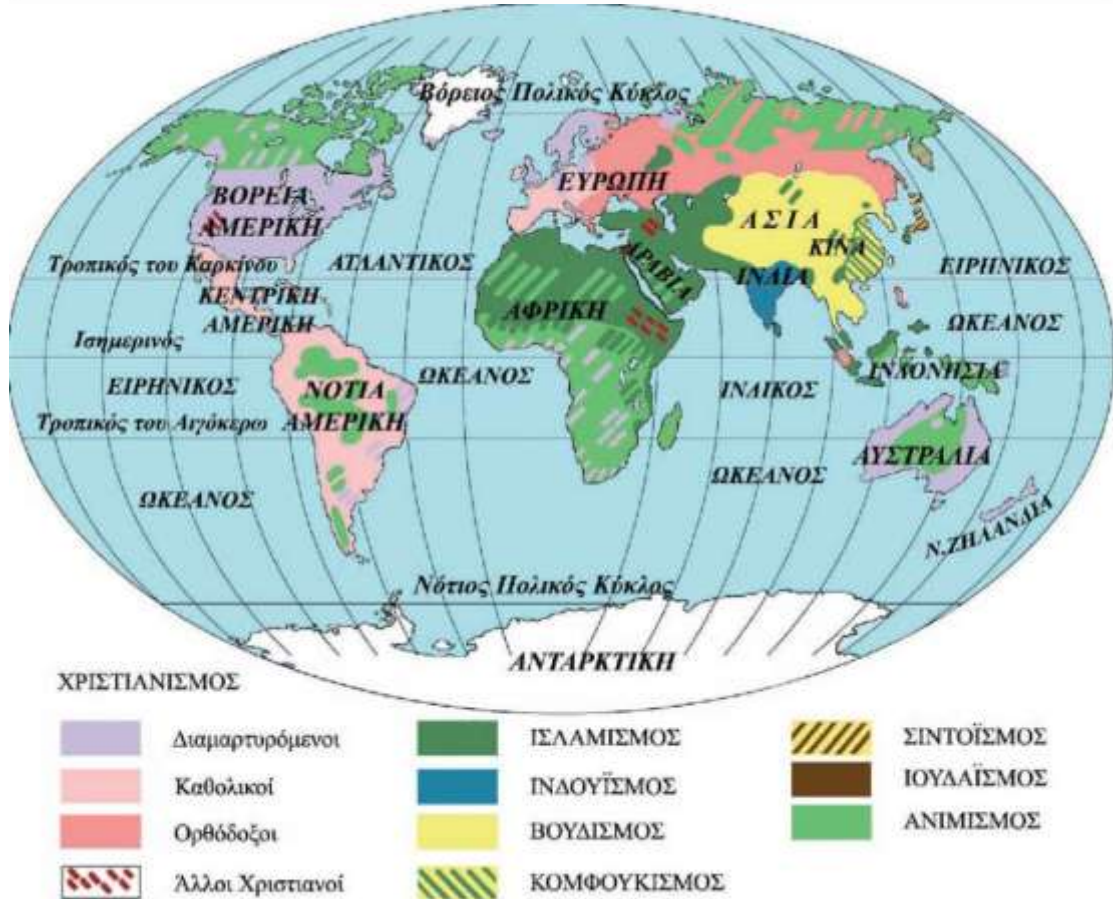 Βόρειος Πολικός Κύκλος
ΒΟΡΕΙΑ
ΑΜΕΡΙΚΗ
ΕΥΡΩΠΗ
ΑΣΙΑ
ΚΙΝΑ
Τροπικός του Καρκίνου
ΑΤΛΑΝΤΙΚΟΣ
ΑΡΑΒΙΑ
ΙΝΔΙΑ
ΕΙΡΗΝΙΚΟΣ
ΚΕΝΤΡΙΚΗ
ΑΜΕΡΙΚΗ
ΑΦΡΙΚΗ
ΩΚΕΑΝΟΣ
Ισημερινός
ΕΙΡΗΝΙΚΟΣ
ΝΟΤΙΑ
ΑΜΕΡΙΚΗ
ΩΚΕΑΝΟΣ
ΙΝΔΙΚΟΣ
ΙΝΔΟΝΗΣΙΑ
Τροπικός του Αιγόκερω
ΑΥΣΤΡΑΛΙΑ
ΩΚΕΑΝΟΣ
ΩΚΕΑΝΟΣ
Ν.ΖΗΛΑΝΔΙΑ
Νότιος Πολικός Κύκλος
ΑΝΤΑΡΚΤΙΚΗ
ΧΡΙΣΤΙΑΝΙΣΜΟΣ
Διαμαρτυρόμενοι
Καθολικοί
Ορθόδοξοι
Άλλοι Χριστιανοί
ΙΣΛΑΜΙΣΜΟΣ
ΙΝΔΟΥΪΣΜΟΣ
ΒΟΥΔΙΣΜΟΣ
ΚΟΜΦΟΥΚΙΣΜΟΣ
ΣΙΝΤΟΪΣΜΟΣ
ΙΟΥΔΑΪΣΜΟΣ
ΑΝΙΜΙΣΜΟΣ